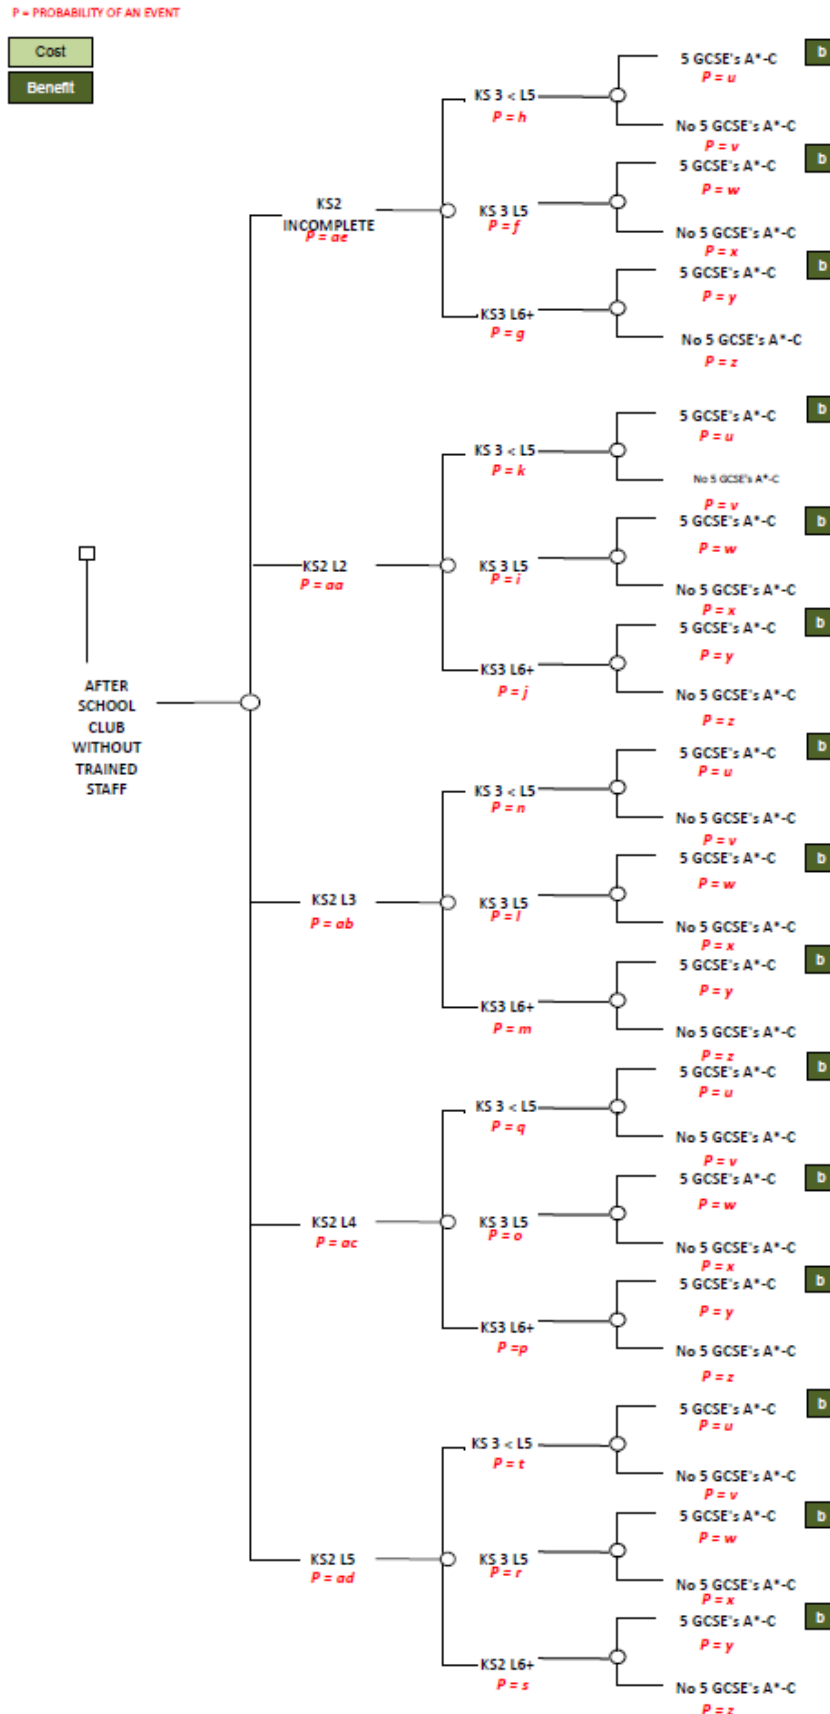 P = PROBABILITY OF AN EVENT
Cost
Benefit
5 GCSE's A*-C
b
P = u
KS 3 < L5
P = h
No 5 GCSE's A*-C
P = v
5 GCSE's A*-C
b
P = w
KS2
INCOMPLETE
P = ae
KS 3 L5
P = f
No 5 GCSE's A*-C
P = x
5 GCSE's A*-C
b
P = y
KS3 L6+
P = g
No 5 GCSE's A*-C
P = z
5 GCSE's A*-C
b
P = u
KS 3 < L5
P = k
No 5 GCSE's A*-C
P = v
5 GCSE's A*-C
b
P = w
KS2 L2
P = aa
KS 3 L5
P = i
No 5 GCSE's A*-C
P = x
5 GCSE's A*-C
b
P = y
KS3 L6+
P = j
No 5 GCSE's A*-C
P = z
AFTER
SCHOOL
CLUB
WITHOUT
TRAINED
STAFF
5 GCSE's A*-C
b
P = u
KS 3 < L5
P = n
No 5 GCSE's A*-C
P = v
5 GCSE's A*-C
b
P = w
KS2 L3
P = ab
KS 3 L5
P = l
No 5 GCSE's A*-C
P = x
5 GCSE's A*-C
b
P = y
KS3 L6+
P = m
No 5 GCSE's A*-C
P = z
5 GCSE's A*-C
b
P = u
KS 3 < L5
P = q
No 5 GCSE's A*-C
P = v
5 GCSE's A*-C
b
P = w
KS2 L4
P = ac
KS 3 L5
P = o
No 5 GCSE's A*-C
P = x
5 GCSE's A*-C
b
P = y
KS3 L6+
P =p
No 5 GCSE's A*-C
P = z
5 GCSE's A*-C
b
P = u
KS 3 < L5
P = t
No 5 GCSE's A*-C
P = v
5 GCSE's A*-C
b
P = w
KS2 L5
P = ad
KS 3 L5
P = r
No 5 GCSE's A*-C
P = x
5 GCSE's A*-C
b
P = y
KS2 L6+
P = s
No 5 GCSE's A*-C
P = z